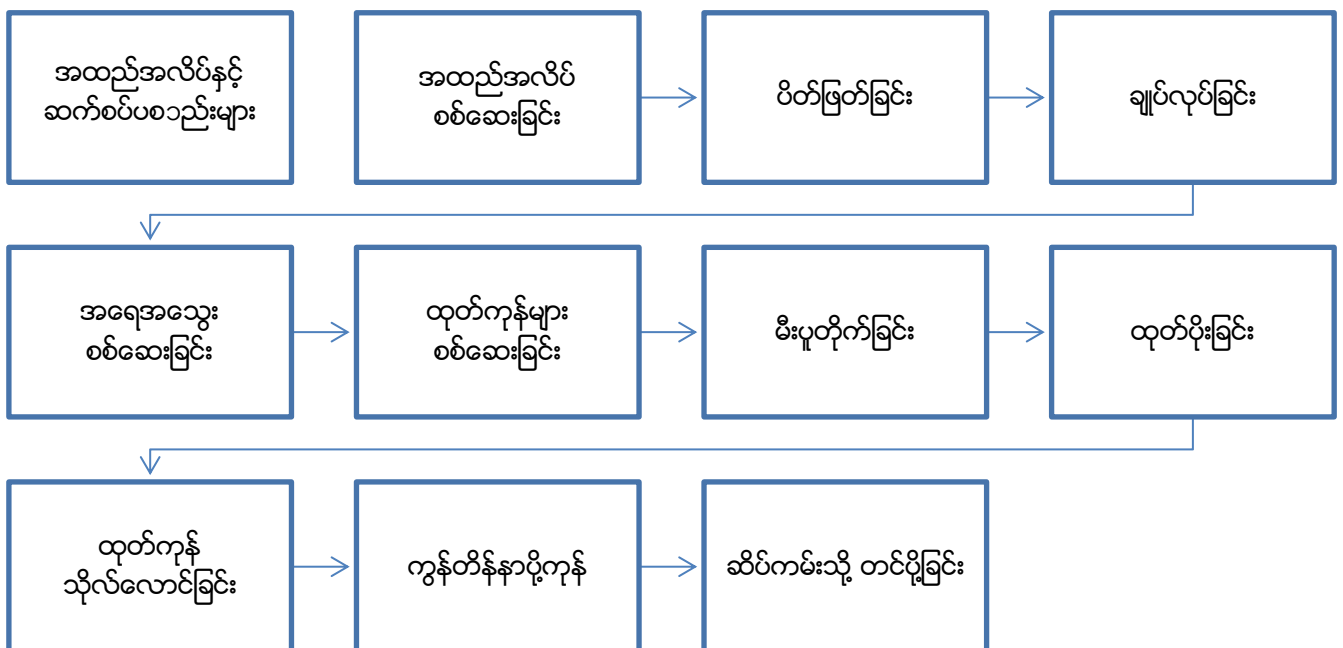 အထည်အလိပ်နှင့်
ဆက်စပ်ပစၥည်းများ
အထည်အလိပ်
စစ်ဆေးခြင်း
ပိတ်ဖြတ်ခြင်း
ချုပ်လုပ်ခြင်း
အရေအသွေး
စစ်ဆေးခြင်း
ထုတ်ကုန်များ
စစ်ဆေးခြင်း
မီးပူတိုက်ခြင်း
ထုတ်ပိုးခြင်း
ထုတ်ကုန်
သိုလ်လောင်ခြင်း
ကွန်တိန်နာပို့ကုန်
ဆိပ်ကမ်းသို့ တင်ပို့ခြင်း